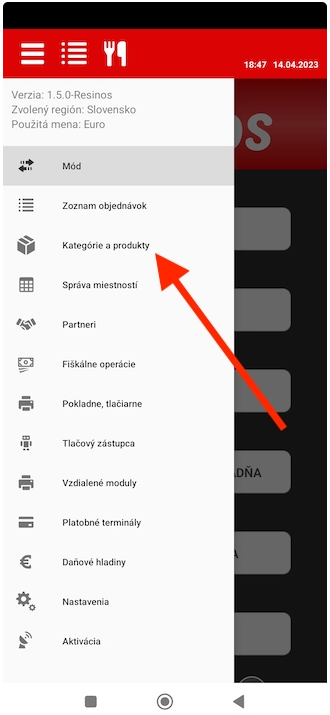 18:47 14.04.2023
Verzia: 1.5.0-Resinos
Zvolený región: Slovensko
Použitá mena: Euro
os
Mód
Zoznam objednávok
Kategórie a produkty
Správa miestností
Partneri
Fiškálne operácie
Pokladne, tlačiarne
Tlačový zástupca
DŇA
Vzdialené moduly
Platobné terminály
A
Daňové hladiny
Nastavenia
Aktivácia